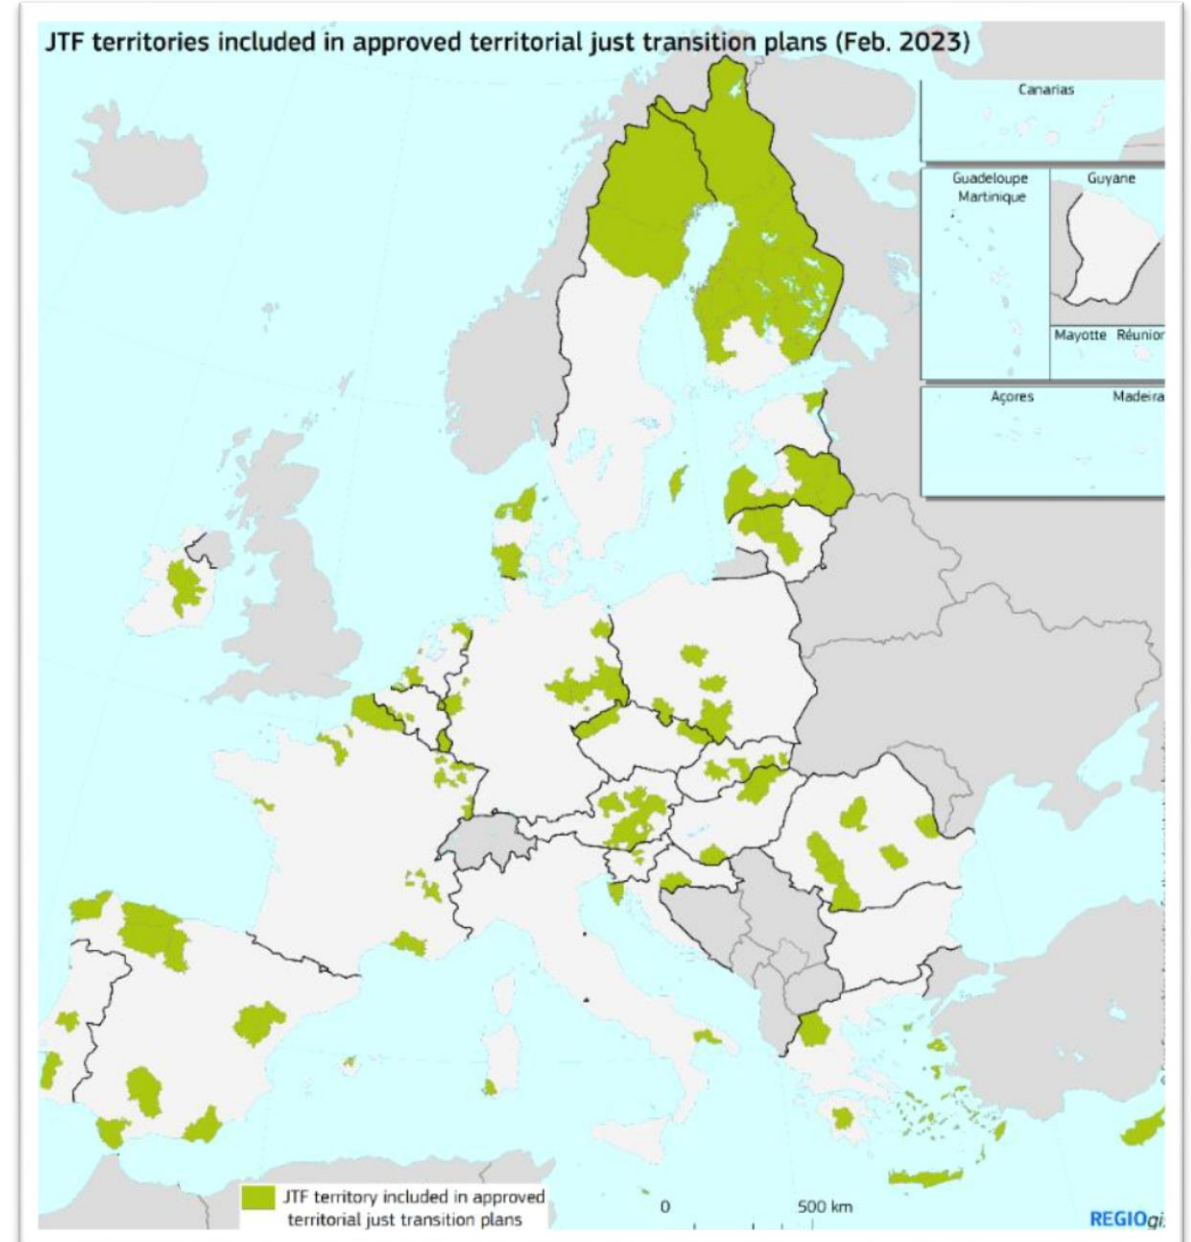 JTF territories included in approved territorial just transition plans (Feb. 2023)
Canarias
Guadeloupe
Martinique
Guyane
Mayotte Réunion
Açores
Madeira
JTF territory included in approved
territorial just transition plans
0
500 km
REGIOgi